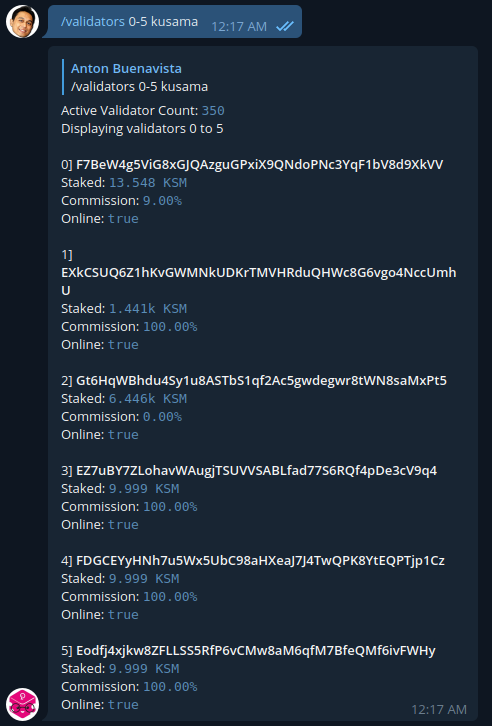 /validators 0-5 kusama 12:17 AM
Anton Buenavista
/validators 0-5 kusama
Active Validator Count: 350
Displaying validators 0 to 5
0] F7BeW4g5ViG8xGJQAzguGPxiX9QNdoPNc3YqF1bV8d9XkVV
Staked: 13.548 KSM
Commission: 9.00%
Online: true
1]
EXkCSUQ6Z1hKvGWMNkUDKrTMVHRduQHWc8G6vgo4NccUmh
U
Staked: 1.441k KSM
Commission: 100.00%
Online: true
2] Gt6HqWBhdu4Sy1u8ASTbS1qf2Ac5gwdegwr8tWN8saMxPt5
Staked: 6.446k KSM
Commission: 0.00%
Online: true
3] EZ7uBY7ZLohavWAugjTSUVVSABLfad77S6RQf4pDe3cV9q4
Staked: 9.999 KSM
Commission: 100.00%
Online: true
4] FDGCEYyHNh7u5Wx5UbC98aHXeaJ7J4TwQPK8YtEQPTjp1Cz
Staked: 9.999 KSM
Commission: 100.00%
Online: true
5] Eodfj4xjkw8ZFLLSS5RfP6vCMw8aM6qfM7BfeQMf6ivFWHy
Staked: 9.999 KSM
Commission: 100.00%
Online: true
12:17 AM